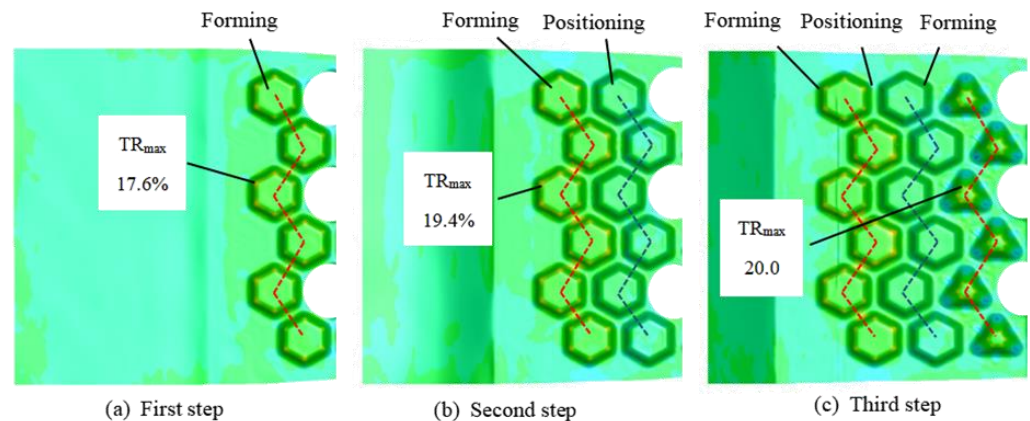 Forming
TRmax
17.6%
(a) First step
Forming Positioning
TRmax
19.4%
(b) Second step
Forming Positioning Forming
TRmax
20.0
(c) Third step